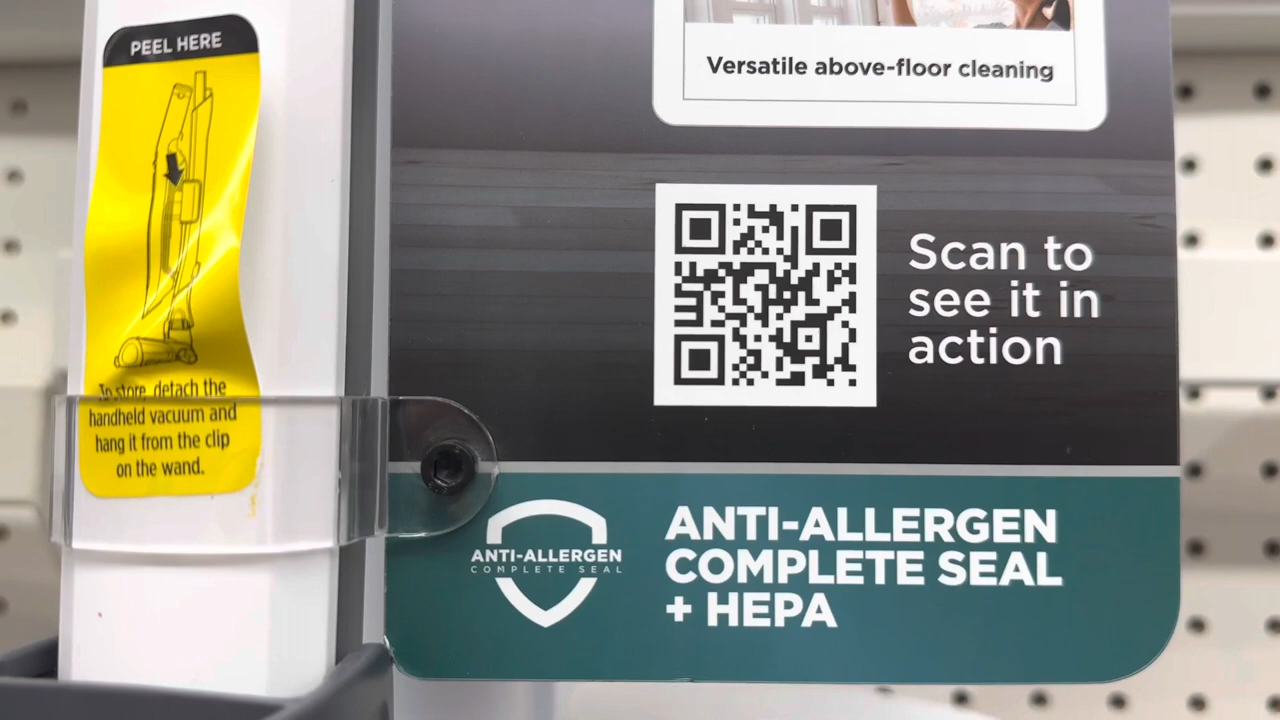 PEEL HERE
To store, detach the
handheld vacuum and
hang it from the clip
on the wand.
Versatile above-floor cleaning
Scan to
see it in
action
ANTI-ALLERGEN
COMPLETE SEAL
ANTI-ALLERGEN
COMPLETE SEAL
+ HEPA